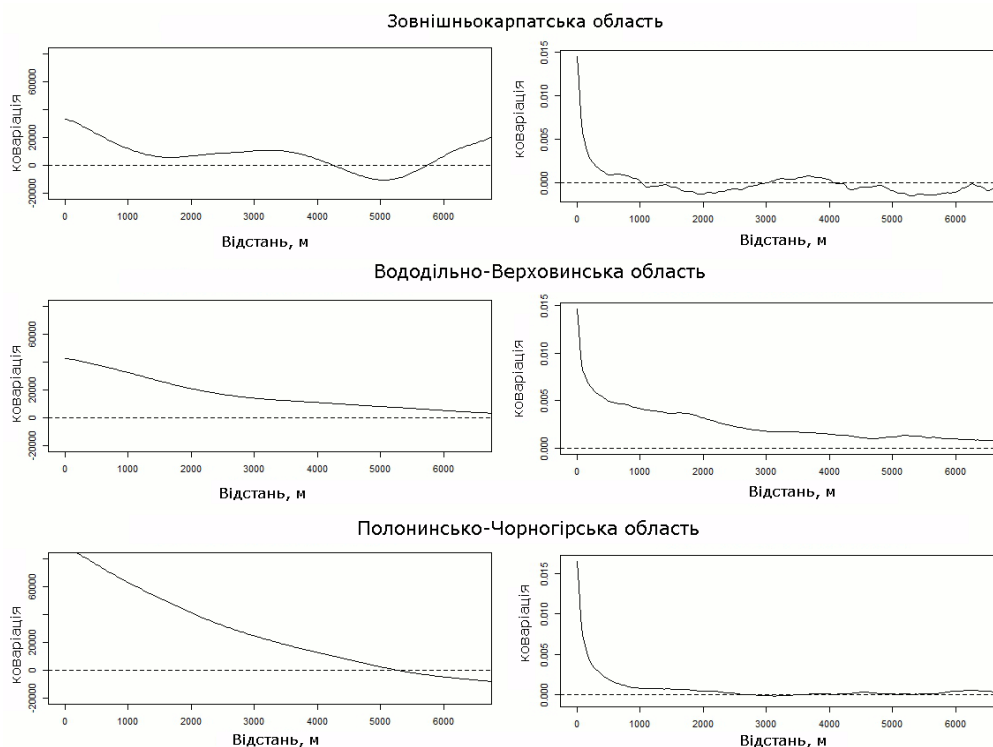 Зовнішньокарпатська область
коваріація
60000
20000
0
-20000
0 1000 2000 3000 4000 5000 6000
Відстань, м
коваріація
0.015
0.010
0.005
0.000
0 1000 2000 3000 4000 5000 6000
Відстань, м
Вододільно-Верховинська область
коваріація
60000
20000
0
-20000
0 1000 2000 3000 4000 5000 6000
Відстань, м
коваріація
0.015
0.010
0.005
0.000
0 1000 2000 3000 4000 5000 6000
Відстань, м
Полонинсько-Чорногірська область
коваріація
60000
20000
0
-20000
0 1000 2000 3000 4000 5000 6000
Відстань, м
коваріація
0.015
0.010
0.005
0.000
0 1000 2000 3000 4000 5000 6000
Відстань, м